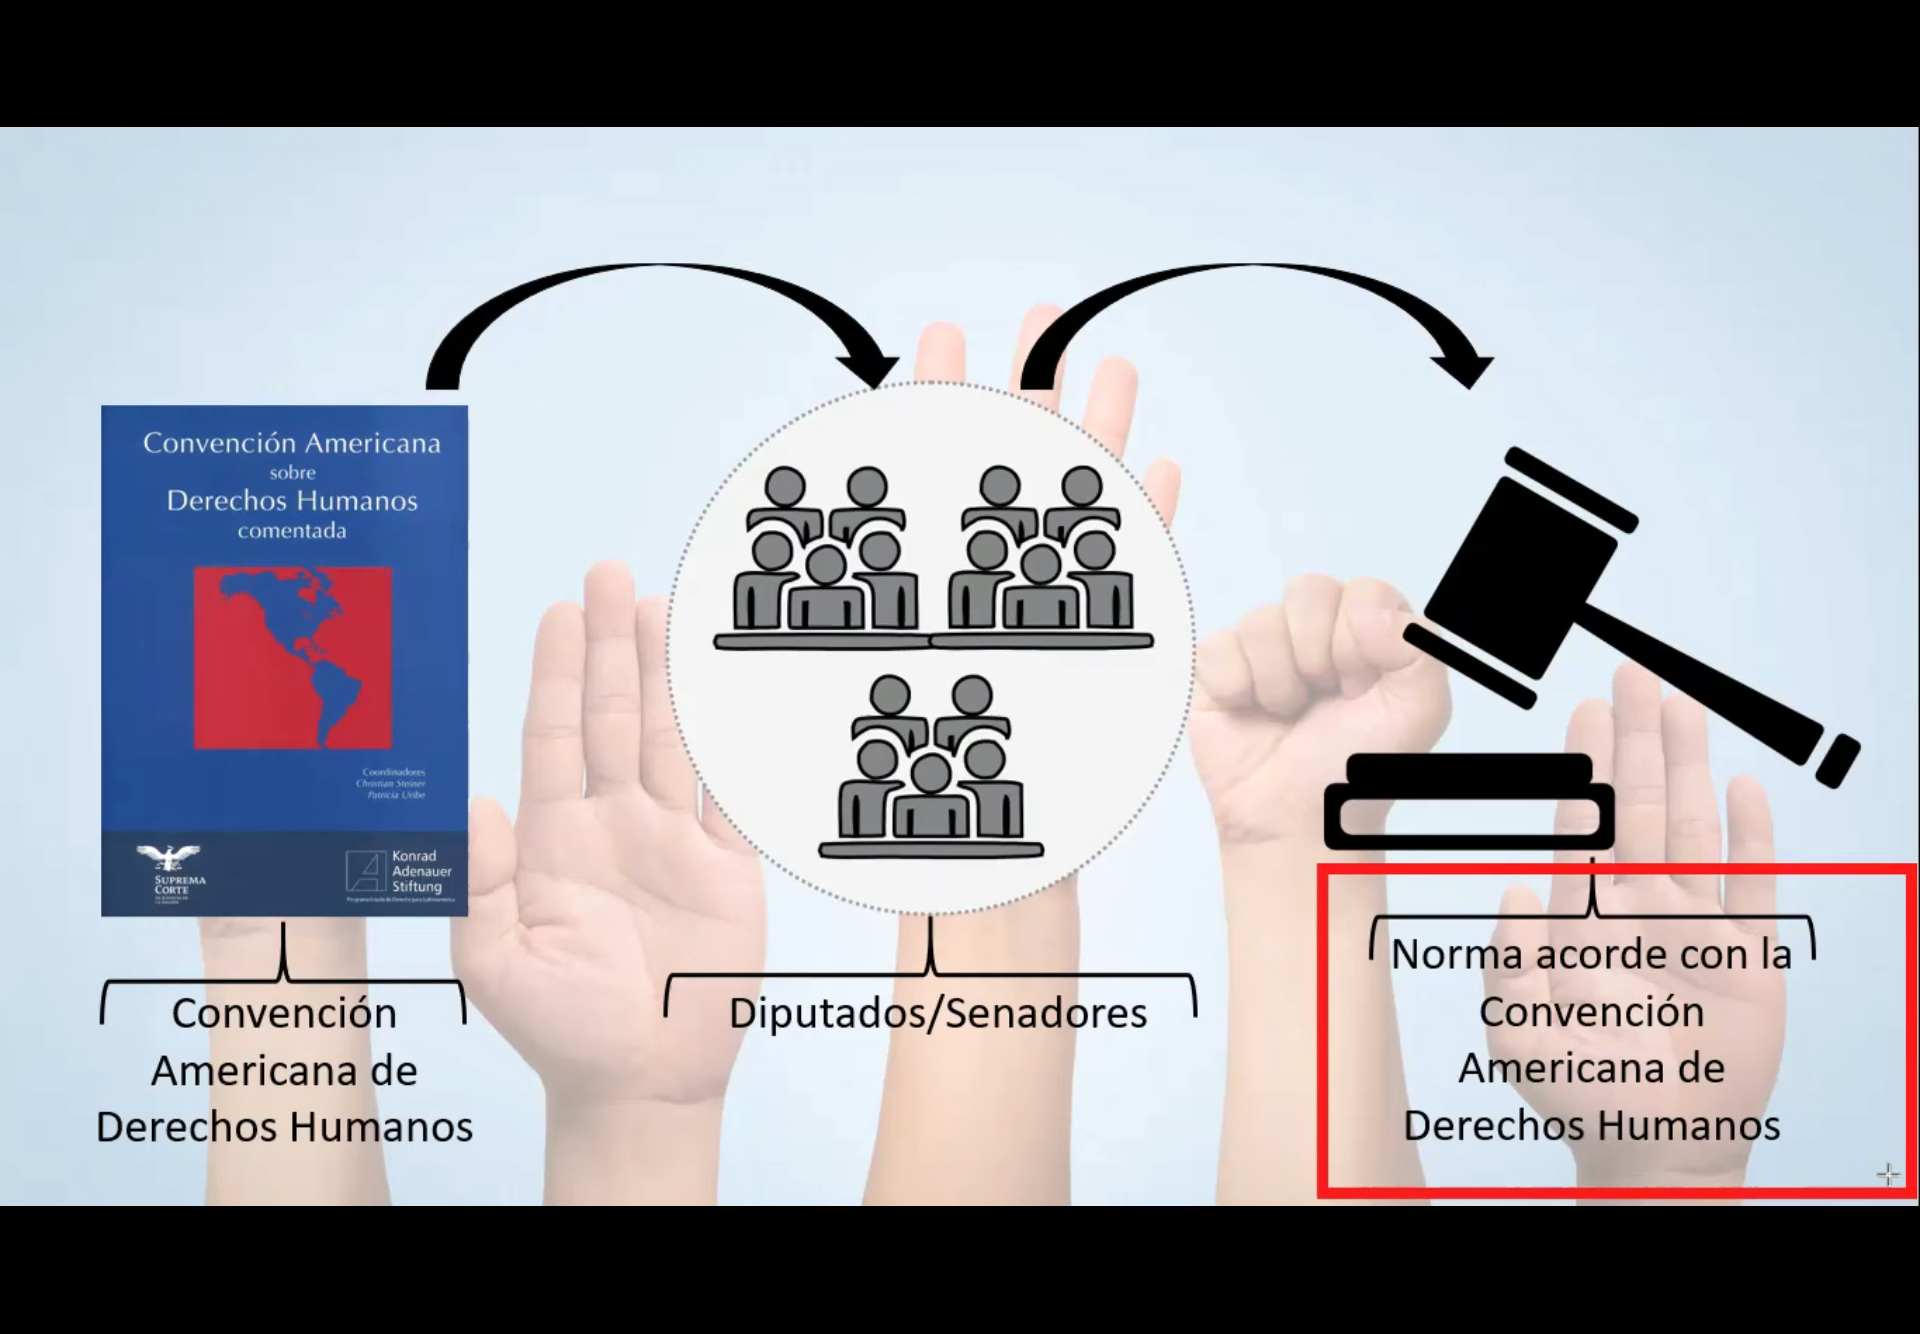 Convención Americana
sobre
Derechos Humanos
comentada
Coordinadores
Christian Steiner
Patricia Uribe
SUPREMA
CORTE
Konrad
Adenauer
Stiftung
Convención
Americana de
Derechos Humanos
Diputados/Senadores
Norma acorde con la
Convención
Americana de
Derechos Humanos